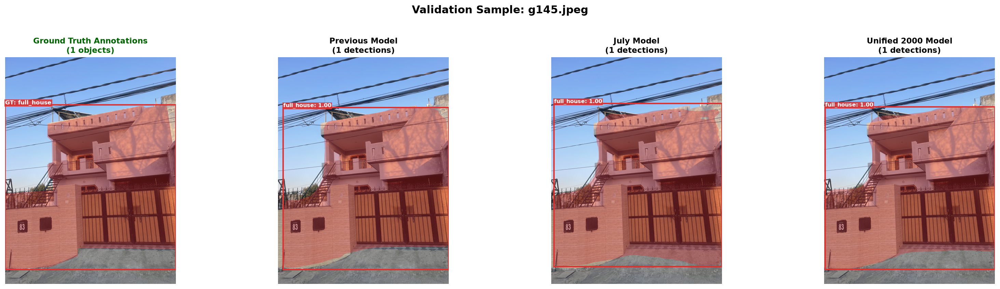 Validation Sample: g145.jpeg
Ground Truth Annotations
(1 objects)
Previous Model
(1 detections)
July Model
(1 detections)
Unified 2000 Model
(1 detections)
GT: full_house
full_house: 1.00
full_house: 1.00
full_house: 1.00
83
83
83
83